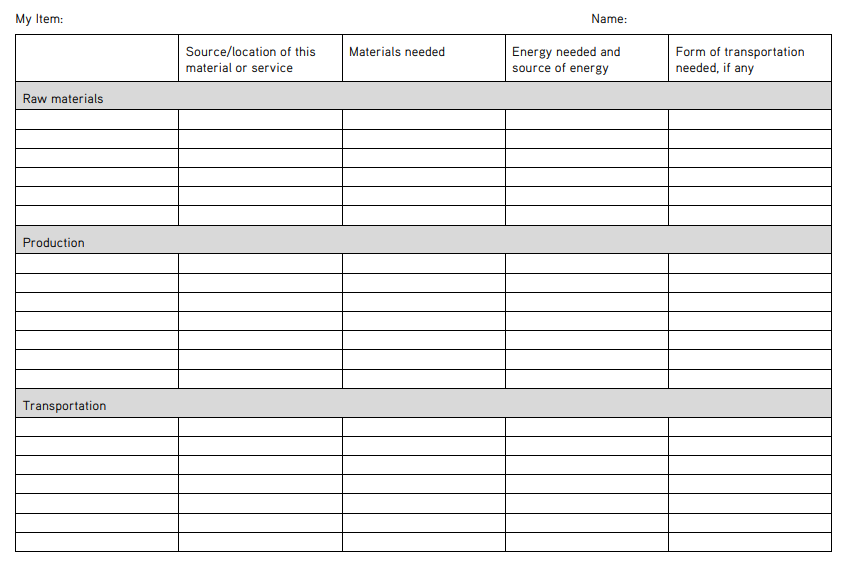 My Item:
Name:
Source/location of this
material or service
Materials needed
Energy needed and
source of energy
Form of transportation
needed, if any
Raw materials
Production
Transportation